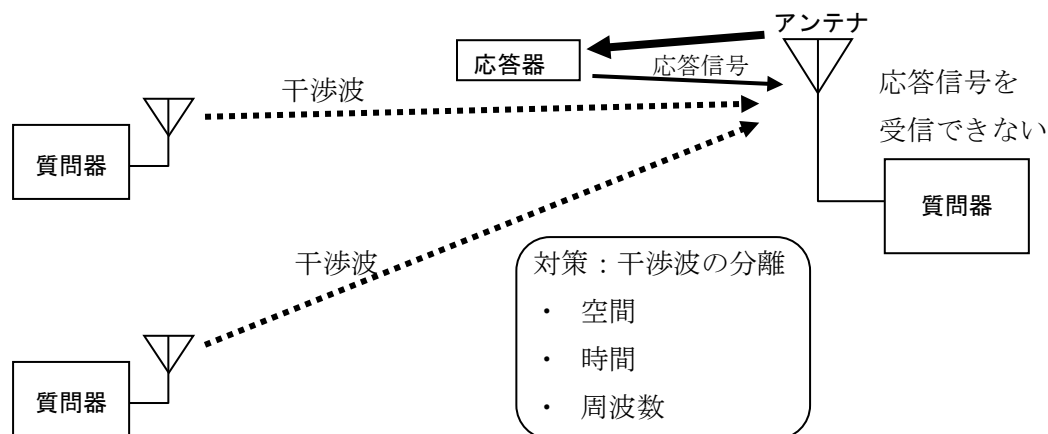 アンテナ
応答器
応答信号
干渉波
応答信号を
受信できない
質問器
質問器
干渉波
対策：干渉波の分離
・ 空間
・ 時間
・ 周波数
質問器